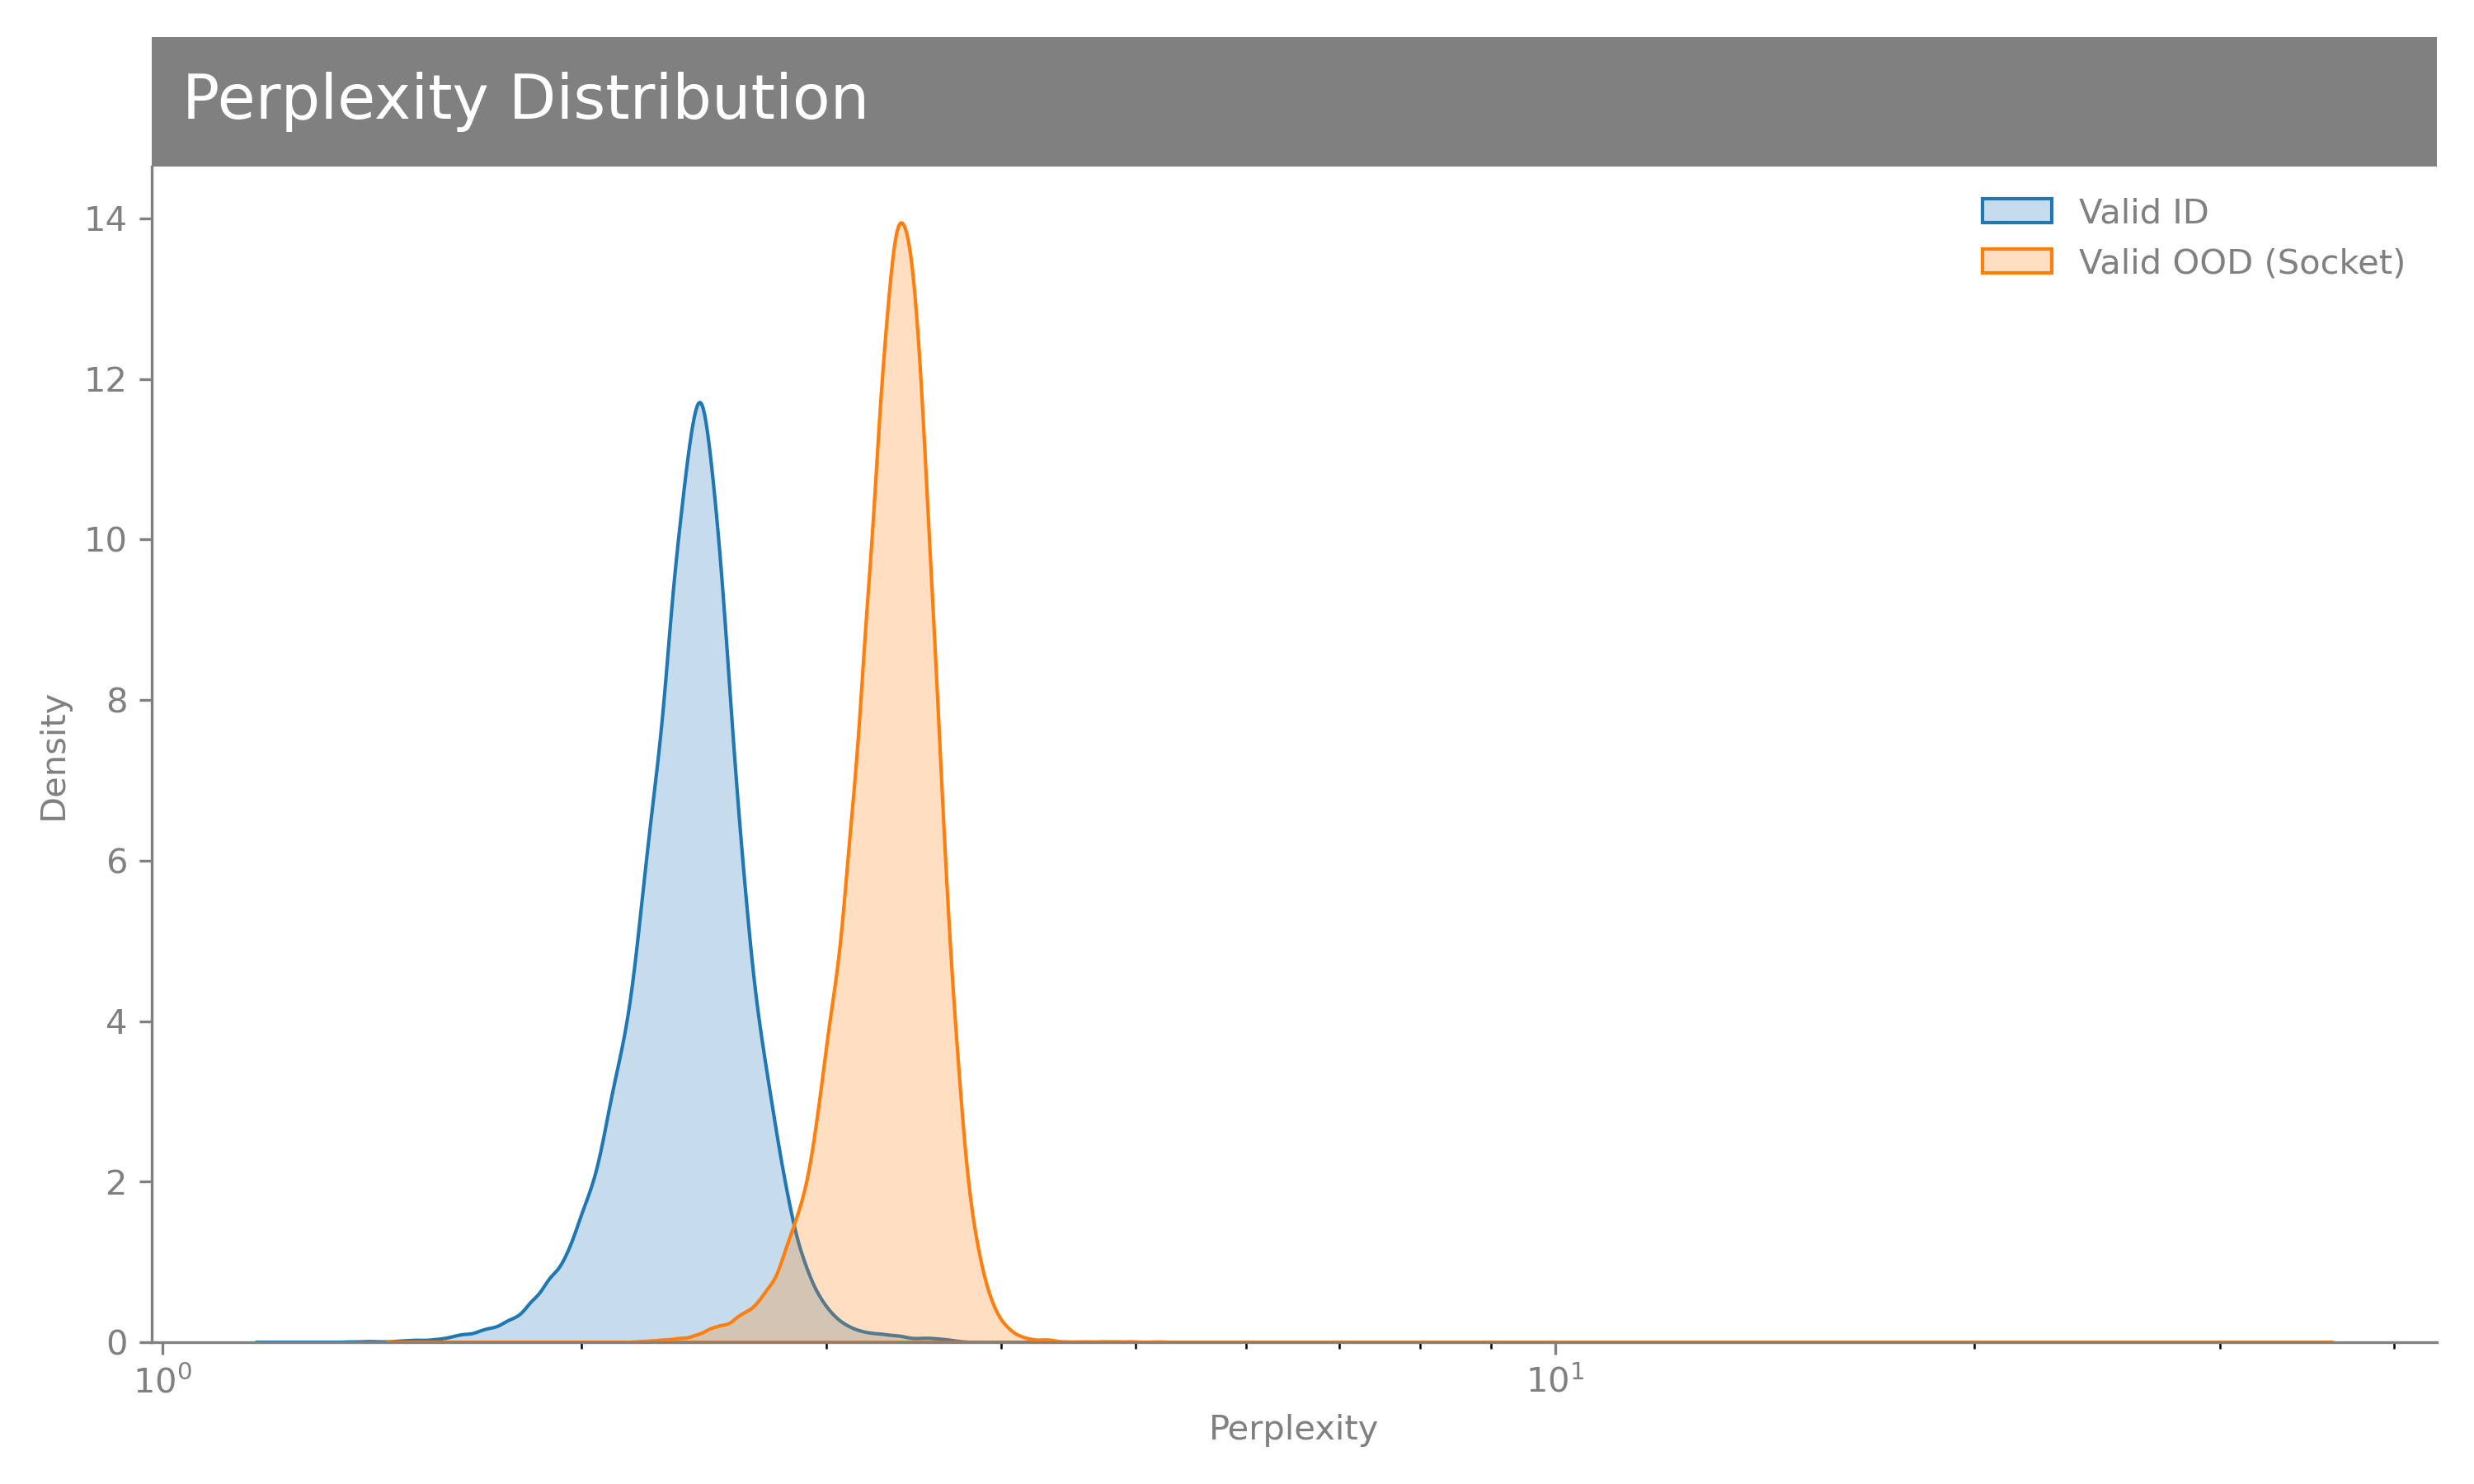 Perplexity Distribution
Valid ID
Valid OOD (Socket)
14
12
10
8
6
4
2
0
Density
10⁰
10¹
Perplexity